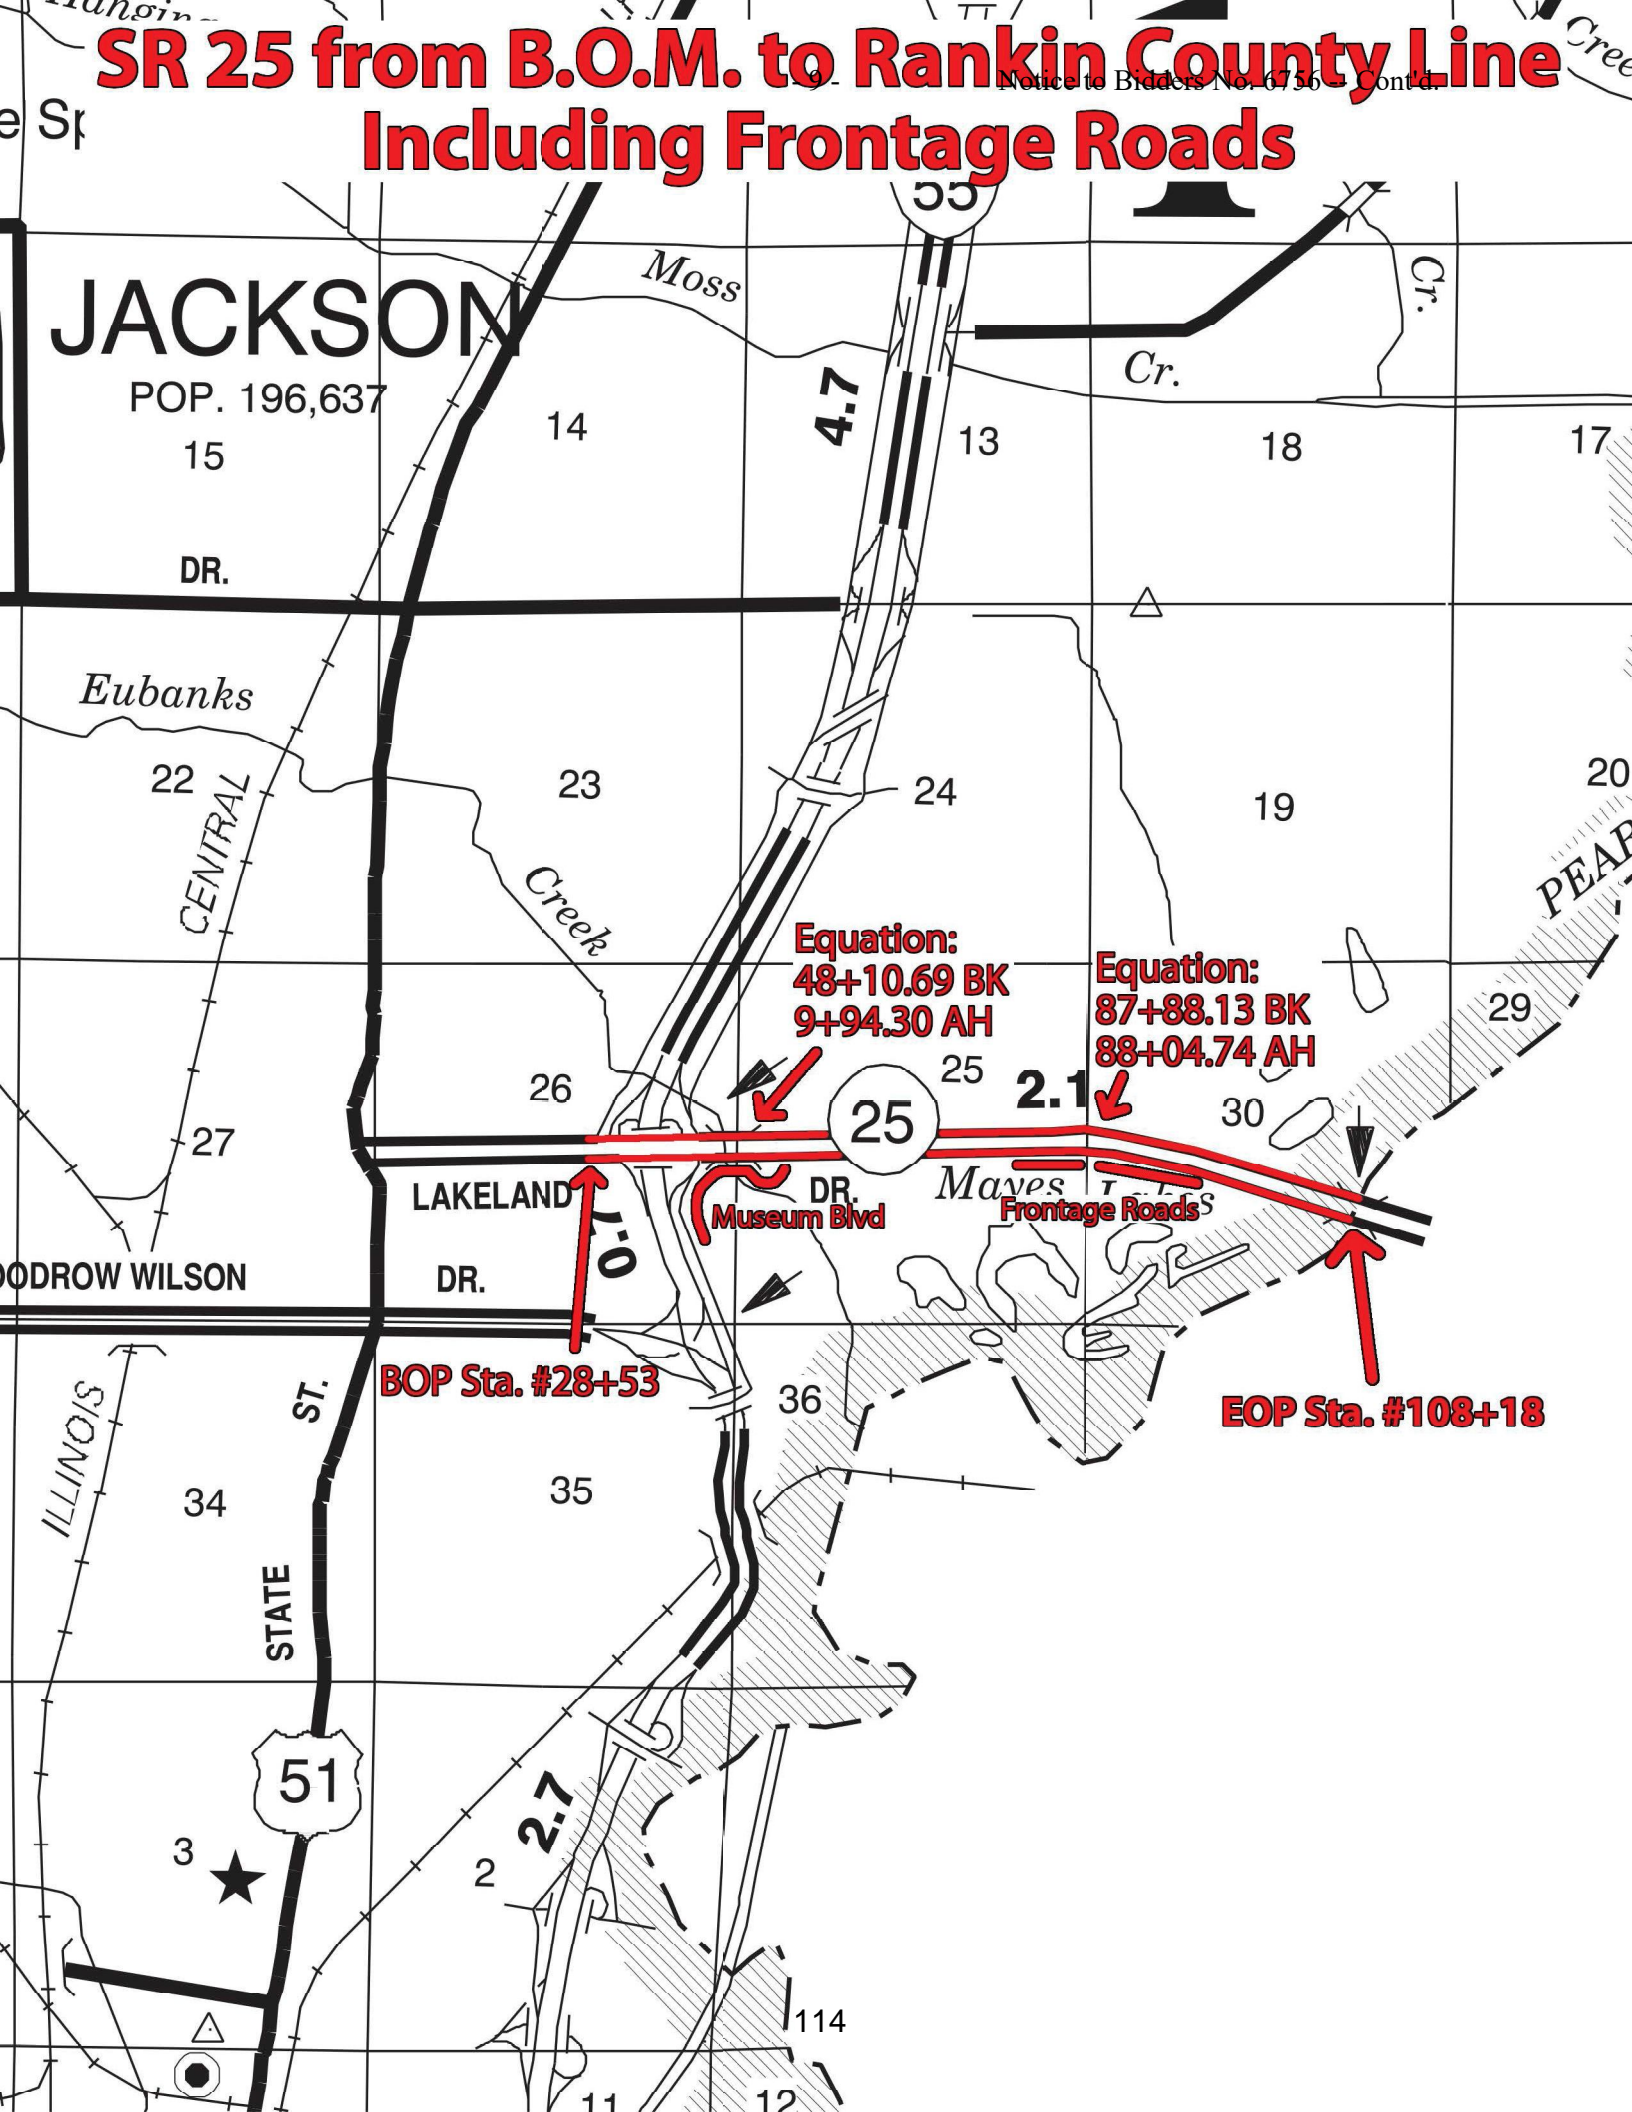 SR 25 from B.O.M. to Rankin County Line
- 9 -
Notice to Bidders No. 6756 -- Cont'd.
Including Frontage Roads
55
Moss
Cr.
JACKSON
POP. 196,637
Cr.
4.7
14
13
18
17
15
DR.
Eubanks
22
23
24
20
19
CENTRAL
Creek
PEAR
Equation:
48+10.69 BK
9+94.30 AH
Equation:
87+88.13 BK
88+04.74 AH
29
25
26
2.1
30
25
27
LAKELAND
DR.
Mayes Lakes
Museum Blvd
Frontage Roads
0.7
WOODROW WILSON
DR.
BOP Sta. #28+53
36
EOP Sta. #108+18
ST.
ILLINOIS
34
35
STATE
51
2.7
3
2
114
11
12